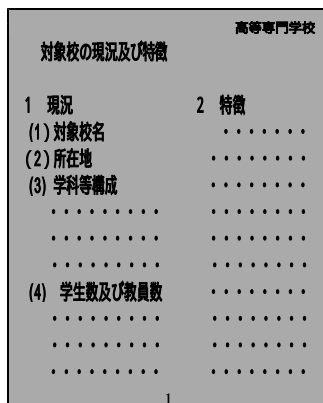 高等専門学校
対象校の現況及び特徴
1 現況
(1)対象校名
(2)所在地
(3) 学科等構成
・・・・・・・・・
・・・・・・・・・
・・・・・・・・・
(4) 学生数及び教員数
・・・・・・・・・
・・・・・・・・・
・・・・・・・・・
2 特徴
・・・・・・・
・・・・・・・・
・・・・・・・・
・・・・・・・・
・・・・・・・・
・・・・・・・・
・・・・・・・・
・・・・・・・・
・・・・・・・・
・・・・・・・・
1